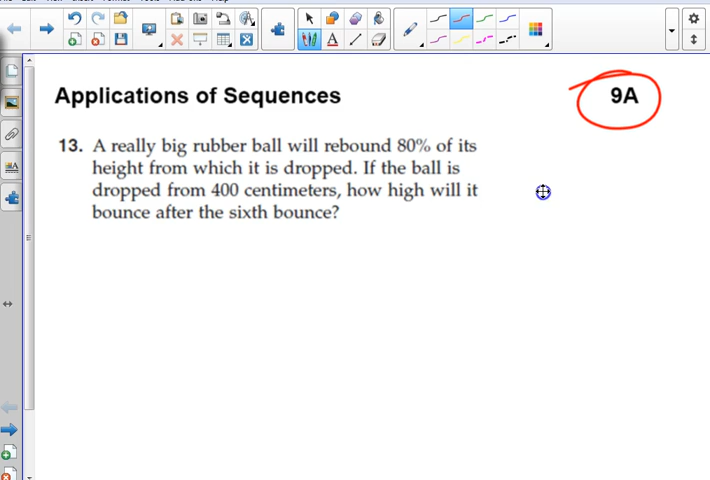 Applications of Sequences
9A
13. A really big rubber ball will rebound 80% of its
height from which it is dropped. If the ball is
dropped from 400 centimeters, how high will it
bounce after the sixth bounce?